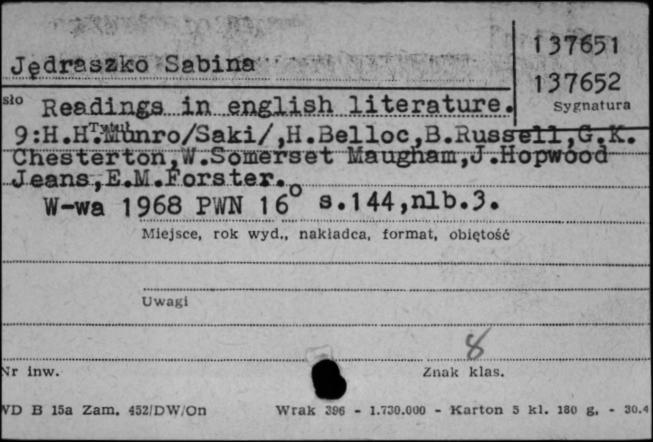 137651
Jędraszko Sabina
137652
sło Readings in english literature. Sygnatura
9:H.H. Munro/Saki/,H.Belloc,B.Russell,G.K.
Chesterton,W.Somerset Maugham,J.Hopwood
Jeans,E.M.Forster.
W-wa 1968 PWN 16° s.144,nlb.3.
Miejsce, rok wyd., nakładca, format, objętość
Uwagi
8
Nr inw. Znak klas.
VD B 15a Zam. 452/DW/On Wrak 396 - 1.730.000 - Karton 5 kl. 180 g. - 30.4